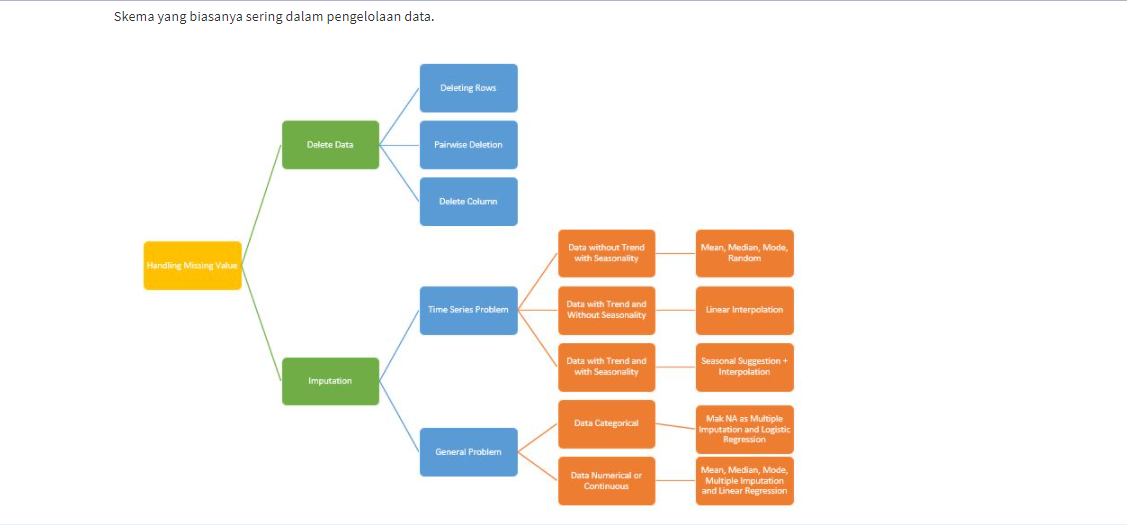 Skema yang biasanya sering dalam pengelolaan data.
Deleting Rows
Delete Data
Pairwise Deletion
Delete Column
Handling Missing Value
Data without Trend
with Seasonality
Mean, Median, Mode,
Random
Time Series Problem
Data with Trend and
Without Seasonality
Linear Interpolation
Data with Trend and
with Seasonality
Seasonal Suggestion +
Interpolation
Imputation
Data Categorical
Mak NA as Multiple
Imputation and Logistic
Regression
General Problem
Data Numerical or
Continuous
Mean, Median, Mode,
Multiple Imputation
and Linear Regression